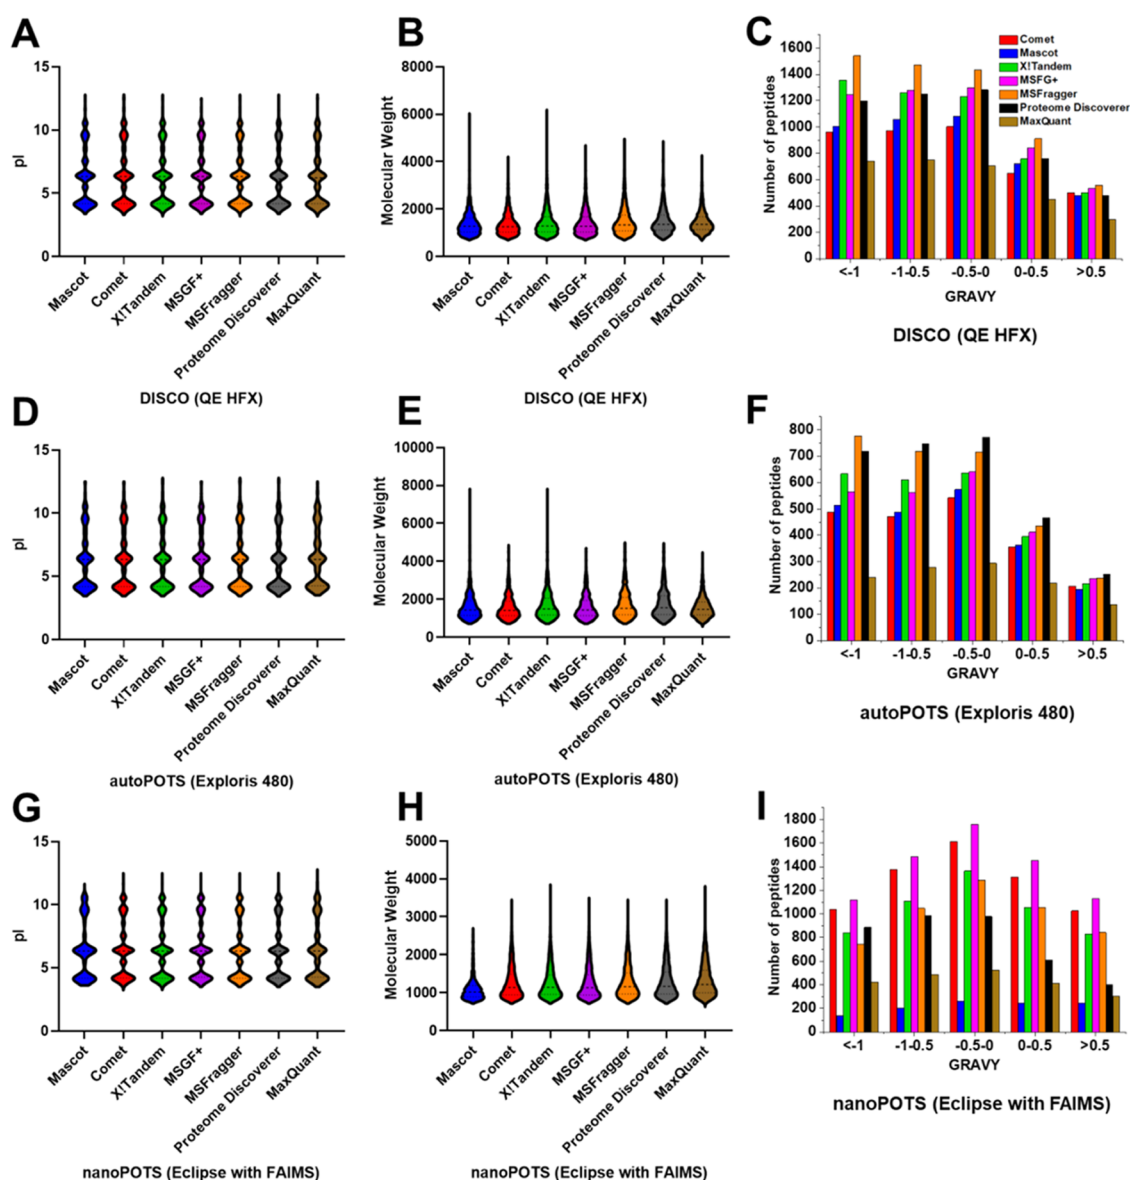 A
15
10
5
0
pI
Mascot
Comet
X!Tandem
MSGF+
MSFragger
Proteome Discoverer
MaxQuant
DISCO (QE HFX)
B
8000
6000
4000
2000
0
Molecular Weight
Mascot
Comet
X!Tandem
MSGF+
MSFragger
Proteome Discoverer
MaxQuant
DISCO (QE HFX)
C
Comet
Mascot
X!Tandem
MSFG+
MSFragger
Proteome Discoverer
MaxQuant
1600
1400
1200
1000
800
600
400
200
0
Number of peptides
<-1 -1-0.5 -0.5-0 0-0.5 >0.5
GRAVY
DISCO (QE HFX)
D
15
10
5
0
pI
Mascot
Comet
X!Tandem
MSGF+
MSFragger
Proteome Discoverer
MaxQuant
autoPOTS (Exploris 480)
E
10000
8000
6000
4000
2000
0
Molecular Weight
Mascot
Comet
X!Tandem
MSGF+
MSFragger
Proteome Discoverer
MaxQuant
autoPOTS (Exploris 480)
F
800
700
600
500
400
300
200
100
0
Number of peptides
<-1 -1-0.5 -0.5-0 0-0.5 >0.5
GRAVY
autoPOTS (Exploris 480)
G
15
10
5
0
pI
Mascot
Comet
X!Tandem
MSGF+
MSFragger
Proteome Discoverer
MaxQuant
nanoPOTS (Eclipse with FAIMS)
H
5000
4000
3000
2000
1000
0
Molecular Weight
Mascot
Comet
X!Tandem
MSGF+
MSFragger
Proteome Discoverer
MaxQuant
nanoPOTS (Eclipse with FAIMS)
I
1800
1600
1400
1200
1000
800
600
400
200
0
Number of peptides
<-1 -1-0.5 -0.5-0 0-0.5 >0.5
GRAVY
nanoPOTS (Eclipse with FAIMS)